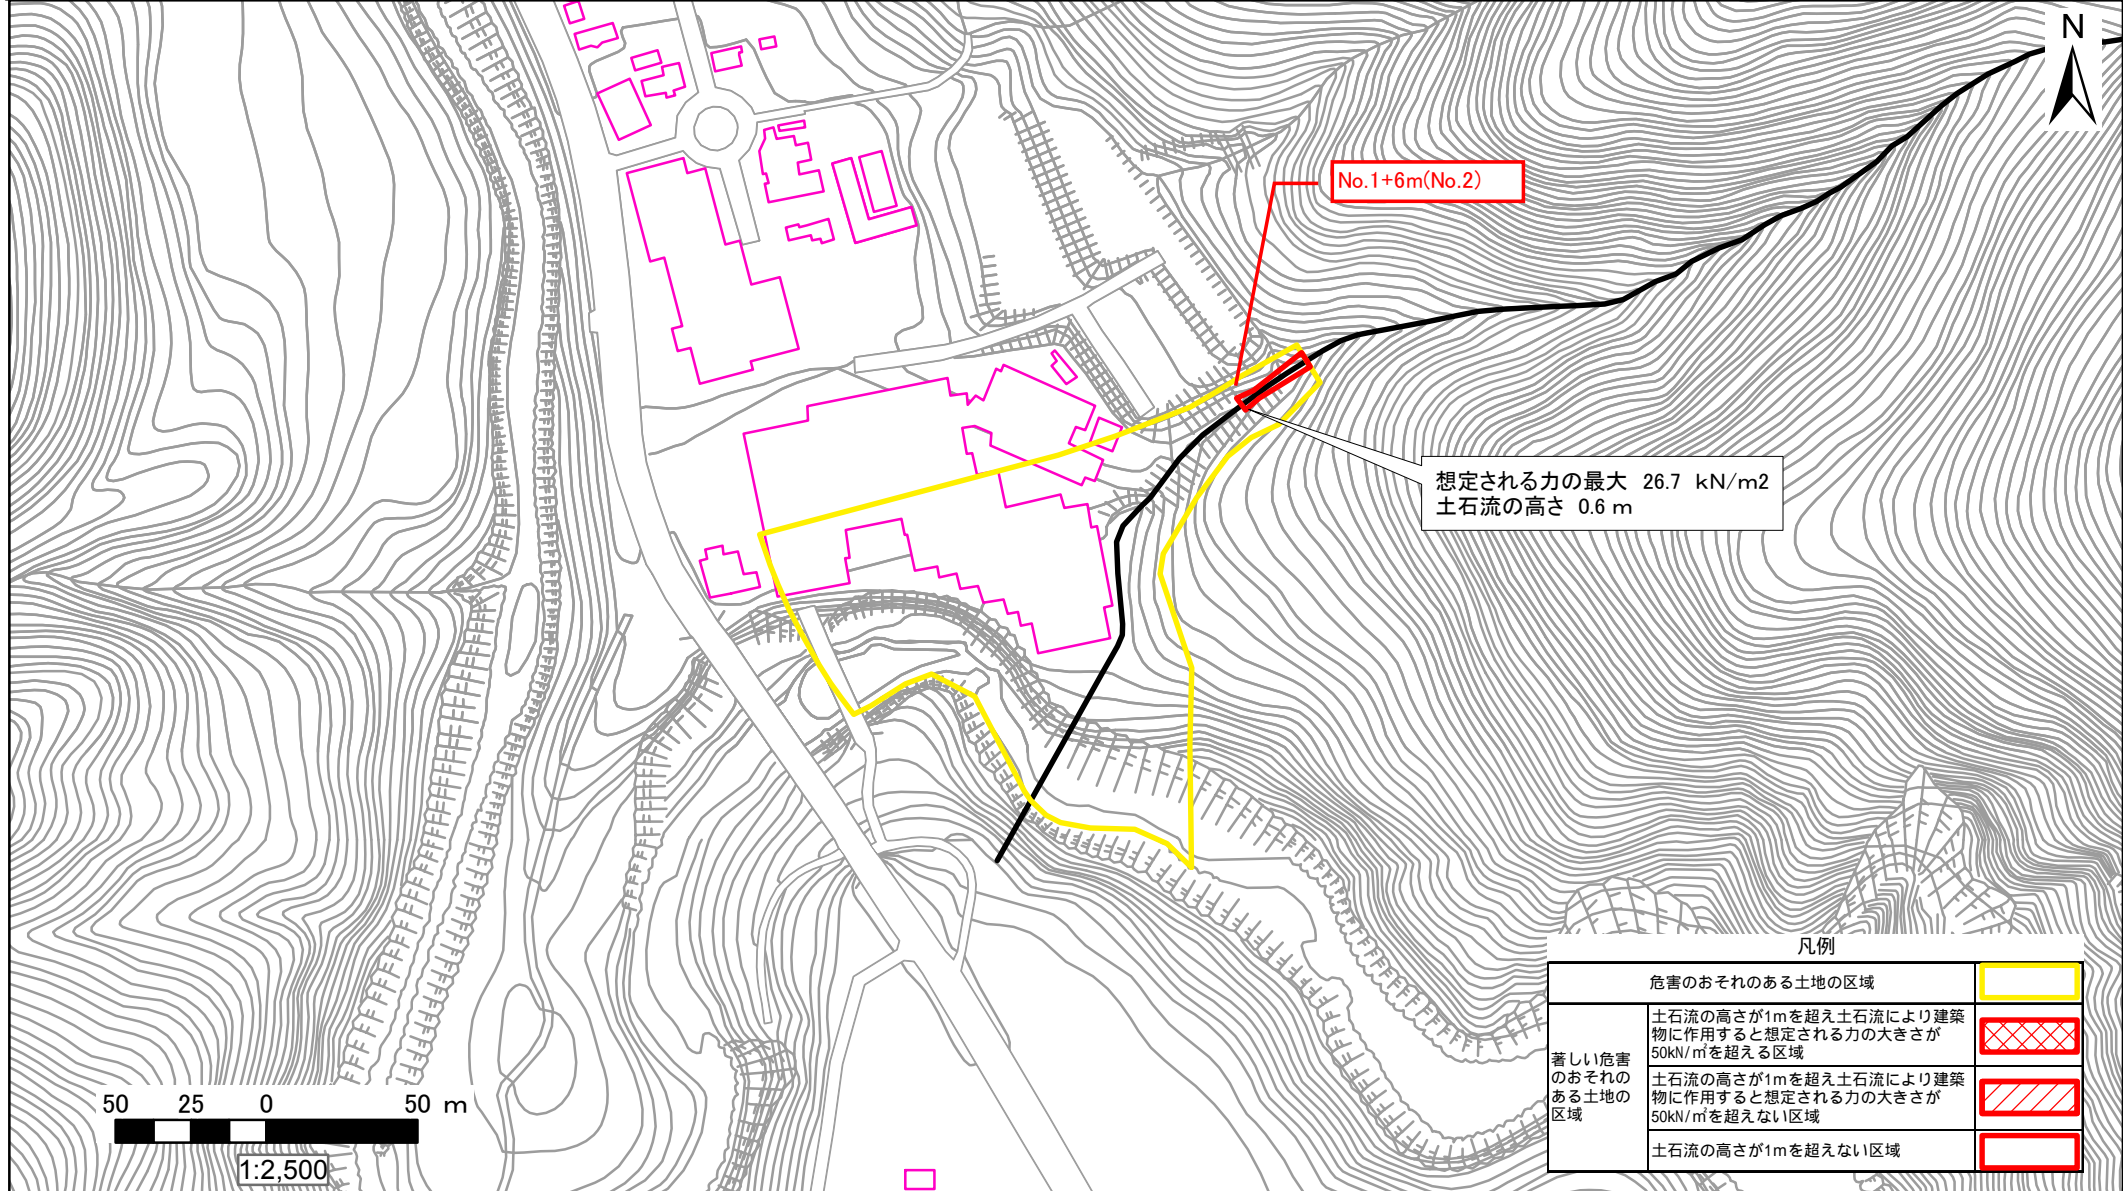 N
No.1+6m(No.2)
想定される力の最大 26.7 kN/m2
土石流の高さ 0.6 m
凡例
危害のおそれのある土地の区域
著しい危害
のおそれの
ある土地の
区域
土石流の高さが1mを超え土石流により建築
物に作用すると想定される力の大きさが
50kN/㎡を超える区域
土石流の高さが1mを超え土石流により建築
物に作用すると想定される力の大きさが
50kN/㎡を超えない区域
土石流の高さが1mを超えない区域
50 25 0 50 m
1:2,500